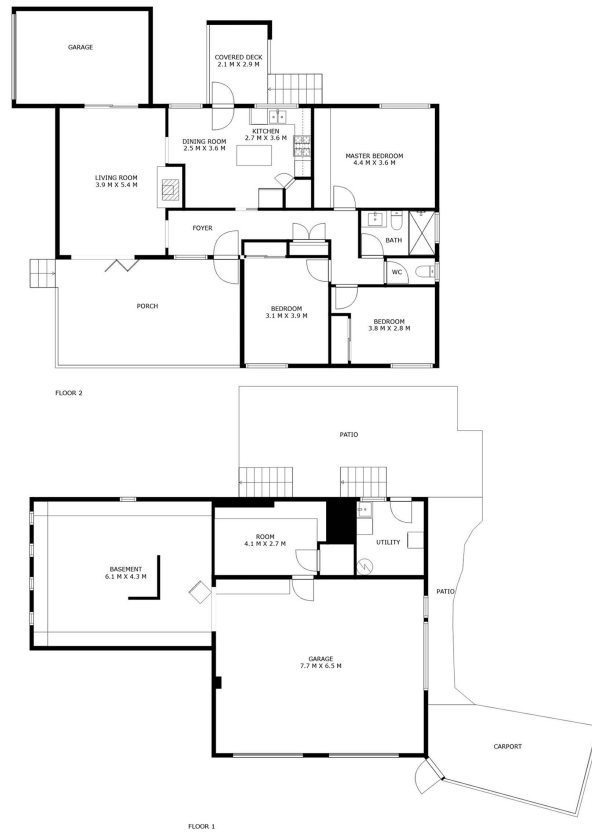 GARAGE
COVERED DECK
2.1 M X 2.9 M
KITCHEN
2.7 M X 3.6 M
DINING ROOM
2.5 M X 3.6 M
MASTER BEDROOM
4.4 M X 3.6 M
LIVING ROOM
3.9 M X 5.4 M
FOYER
BATH
WC
PORCH
BEDROOM
3.1 M X 3.9 M
BEDROOM
3.8 M X 2.8 M
FLOOR 2
PATIO
ROOM
4.1 M X 2.7 M
UTILITY
BASEMENT
6.1 M X 4.3 M
PATIO
GARAGE
7.7 M X 6.5 M
CARPORT
FLOOR 1